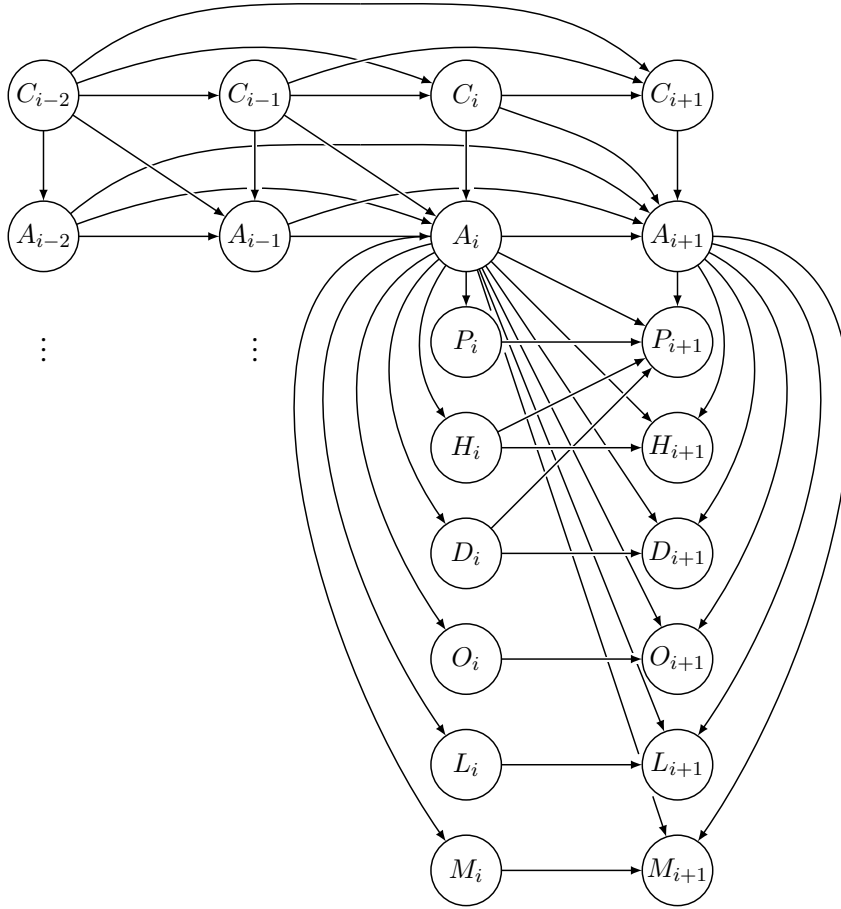 C_{i−2} C_{i−1} C_i C_{i+1}
A_{i−2} A_{i−1} A_i A_{i+1}
⋮ ⋮ P_i P_{i+1}
H_i H_{i+1}
D_i D_{i+1}
O_i O_{i+1}
L_i L_{i+1}
M_i M_{i+1}